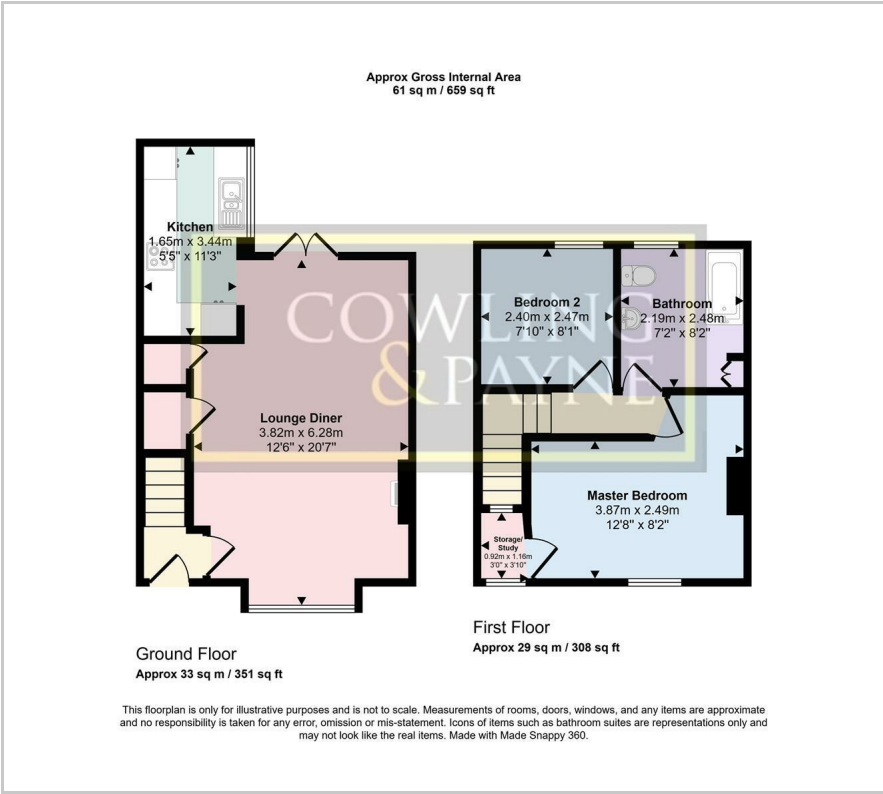 Approx Gross Internal Area
61 sq m / 659 sq ft
Kitchen
1.65m x 3.44m
5'5" x 11'3"
Lounge Diner
3.82m x 6.28m
12'6" x 20'7"
Bedroom 2
2.40m x 2.47m
7'10" x 8'1"
Bathroom
2.19m x 2.48m
7'2" x 8'2"
Master Bedroom
3.87m x 2.49m
12'8" x 8'2"
Storage/
Study
0.92m x 1.16m
3'0" x 3'10"
COWLING
& PAYNE
Ground Floor
Approx 33 sq m / 351 sq ft
First Floor
Approx 29 sq m / 308 sq ft
This floorplan is only for illustrative purposes and is not to scale. Measurements of rooms, doors, windows, and any items are approximate
and no responsibility is taken for any error, omission or mis-statement. Icons of items such as bathroom suites are representations only and
may not look like the real items. Made with Made Snappy 360.